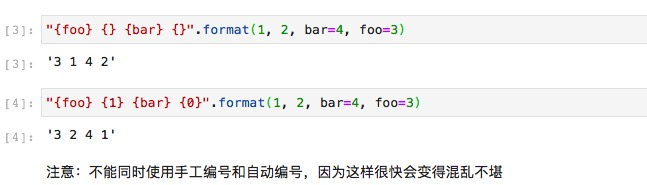 [3]: "{foo} {} {bar} {}".format(1, 2, bar=4, foo=3)
[3]: '3 1 4 2'
[4]: "{foo} {1} {bar} {0}".format(1, 2, bar=4, foo=3)
[4]: '3 2 4 1'
注意：不能同时使用手工编号和自动编号，因为这样很快会变得混乱不堪